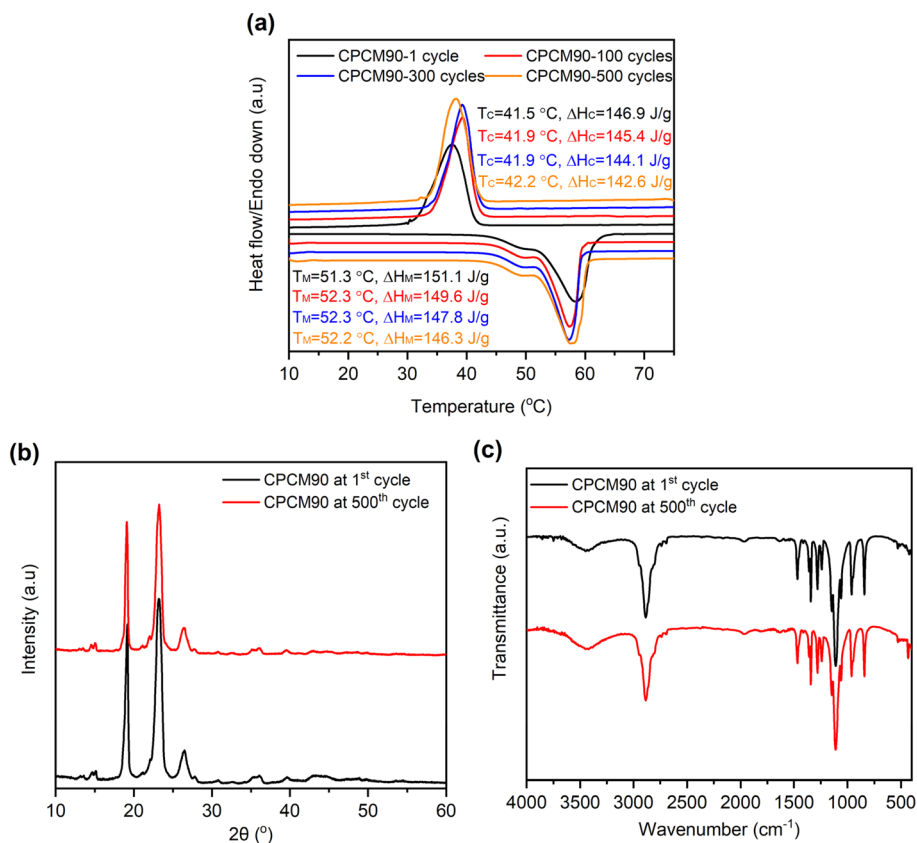 (a)
CPCM90-1 cycle CPCM90-100 cycles
CPCM90-300 cycles CPCM90-500 cycles
Tc=41.5 °C, ΔHc=146.9 J/g
Tc=41.9 °C, ΔHc=145.4 J/g
Tc=41.9 °C, ΔHc=144.1 J/g
Tc=42.2 °C, ΔHc=142.6 J/g
TM=51.3 °C, ΔHM=151.1 J/g
TM=52.3 °C, ΔHM=149.6 J/g
TM=52.3 °C, ΔHM=147.8 J/g
TM=52.2 °C, ΔHM=146.3 J/g
Heat flow/Endo down (a.u)
10 20 30 40 50 60 70
Temperature (°C)
(b)
CPCM90 at 1st cycle
CPCM90 at 500th cycle
Intensity (a.u)
10 20 30 40 50 60
2θ (°)
(c)
CPCM90 at 1st cycle
CPCM90 at 500th cycle
Transmittance (a.u.)
4000 3500 3000 2500 2000 1500 1000 500
Wavenumber (cm-1)